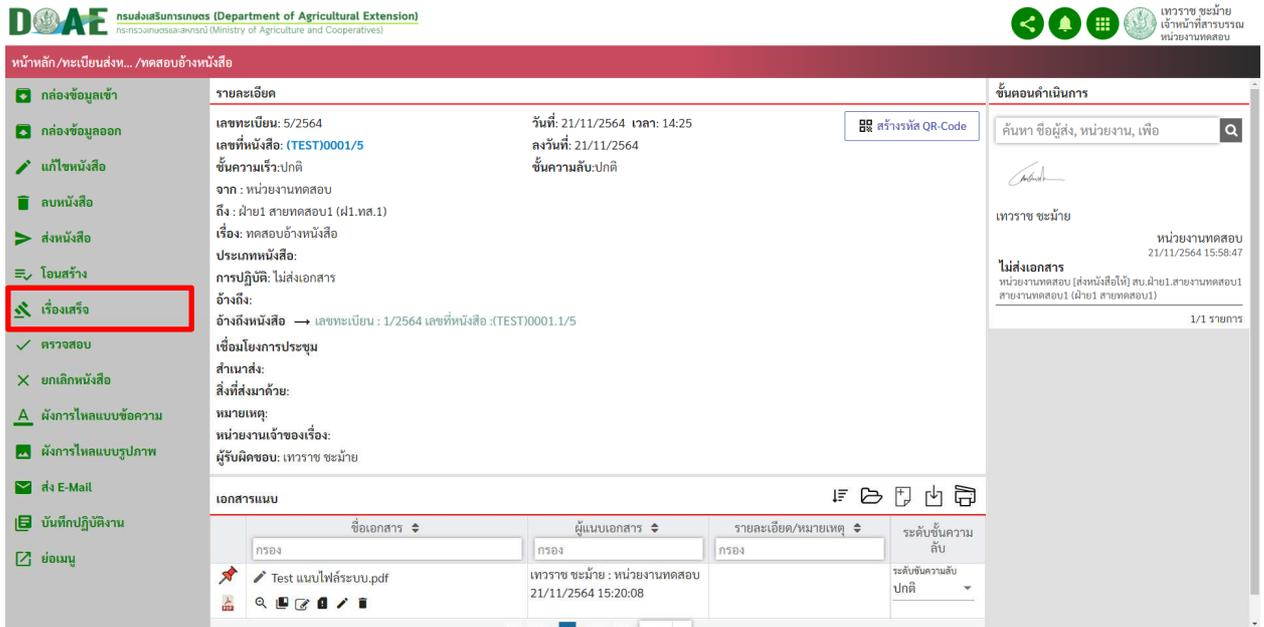 DOAE
กรมส่งเสริมการเกษตร (Department of Agricultural Extension)
กระทรวงเกษตรและสหกรณ์ (Ministry of Agriculture and Cooperatives)
เทวราช ชะม้าย
เจ้าหน้าที่สารบรรณ
หน่วยงานทดสอบ
หน้าหลัก/ทะเบียนส่งท... /ทดสอบอ้างหนังสือ
กล่องข้อมูลเข้า
กล่องข้อมูลออก
แก้ไขหนังสือ
ลบหนังสือ
ส่งหนังสือ
โอนสร้าง
เรื่องเสร็จ
ตรวจสอบ
ยกเลิกหนังสือ
ผังการไหลแบบข้อความ
ผังการไหลแบบรูปภาพ
ส่ง E-Mail
บันทึกปฏิบัติงาน
ย่อเมนู
รายละเอียด
เลขทะเบียน: 5/2564 วันที่: 21/11/2564 เวลา: 14:25
สร้างรหัส QR-Code
เลขที่หนังสือ: (TEST)0001/5 ลงวันที่: 21/11/2564
ชั้นความเร็ว:ปกติ ชั้นความลับ:ปกติ
จาก : หน่วยงานทดสอบ
ถึง : ฝ่าย1 สายทดสอบ1 (ฝ1.ทส.1)
เรื่อง: ทดสอบอ้างหนังสือ
ประเภทหนังสือ:
การปฏิบัติ: ไม่ส่งเอกสาร
อ้างถึง:
อ้างถึงหนังสือ → เลขทะเบียน : 1/2564 เลขที่หนังสือ :(TEST)0001.1/5
เชื่อมโยงการประชุม
สำเนาส่ง:
สิ่งที่ส่งมาด้วย:
หมายเหตุ:
หน่วยงานเจ้าของเรื่อง:
ผู้รับผิดชอบ: เทวราช ชะม้าย
เอกสารแนบ
ชื่อเอกสาร ผู้แนบเอกสาร รายละเอียด/หมายเหตุ ระดับชั้นความลับ
กรอง กรอง กรอง
Test แนบไฟล์ระบบ.pdf
เทวราช ชะม้าย : หน่วยงานทดสอบ
21/11/2564 15:20:08
ระดับชั้นความลับ
ปกติ
ขั้นตอนดำเนินการ
ค้นหา ชื่อผู้ส่ง, หน่วยงาน, เพื่อ
เทวราช ชะม้าย
หน่วยงานทดสอบ
21/11/2564 15:58:47
ไม่ส่งเอกสาร
หน่วยงานทดสอบ [ส่งหนังสือให้] สบ.ฝ่าย1.สายงานทดสอบ1
สายงานทดสอบ1 (ฝ่าย1 สายทดสอบ1)
1/1 รายการ